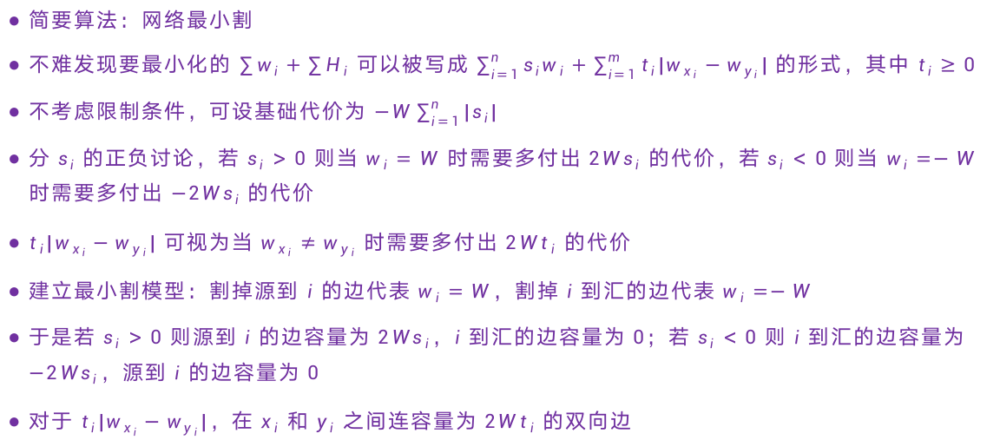 ● 简要算法：网络最小割
● 不难发现要最小化的 ∑ w_i + ∑ H_i 可以被写成 ∑_{i=1}^n s_i w_i + ∑_{i=1}^m t_i|w_{x_i} − w_{y_i}| 的形式，其中 t_i ≥ 0
● 不考虑限制条件，可设基础代价为 −W ∑_{i=1}^n |s_i|
● 分 s_i 的正负讨论，若 s_i > 0 则当 w_i = W 时需要多付出 2Ws_i 的代价，若 s_i < 0 则当 w_i =− W
时需要多付出 −2Ws_i 的代价
● t_i|w_{x_i} − w_{y_i}| 可视为当 w_{x_i} ≠ w_{y_i} 时需要多付出 2Wt_i 的代价
● 建立最小割模型：割掉源到 i 的边代表 w_i = W，割掉 i 到汇的边代表 w_i =− W
● 于是若 s_i > 0 则源到 i 的边容量为 2Ws_i，i 到汇的边容量为 0；若 s_i < 0 则 i 到汇的边容量为
−2Ws_i，源到 i 的边容量为 0
● 对于 t_i|w_{x_i} − w_{y_i}|，在 x_i 和 y_i 之间连容量为 2Wt_i 的双向边